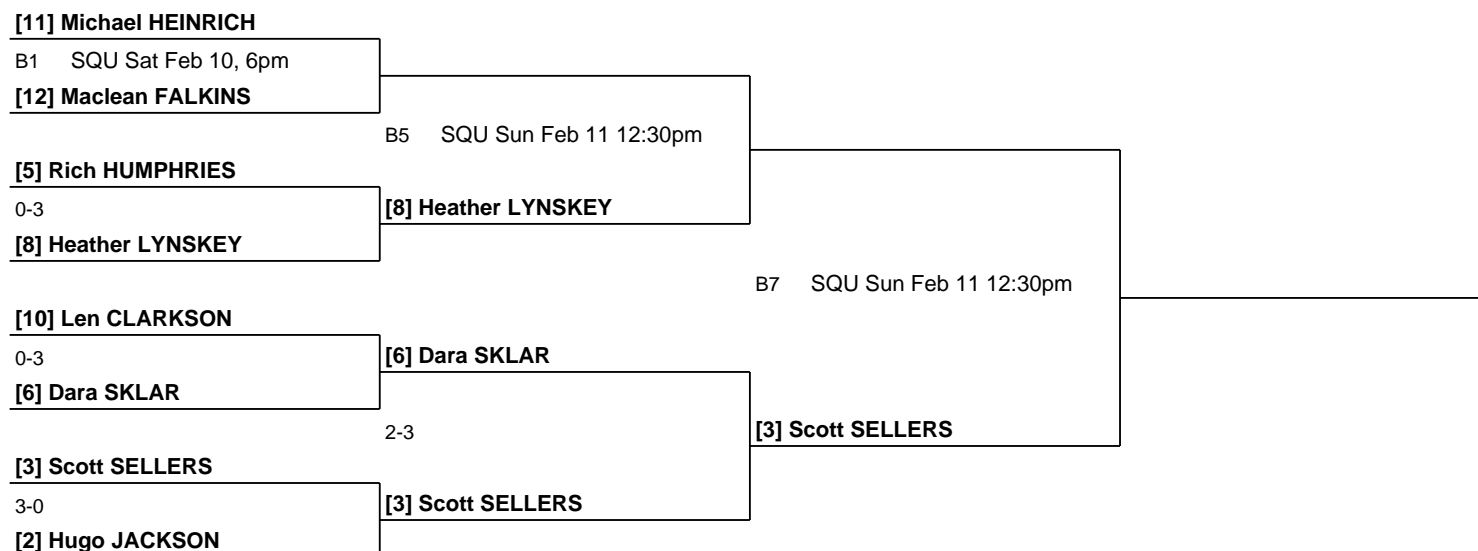 [11] Michael HEINRICH
B1 SQU Sat Feb 10, 6pm
[12] Maclean FALKINS
B5 SQU Sun Feb 11 12:30pm
[5] Rich HUMPHRIES
0-3
[8] Heather LYNSKEY
[8] Heather LYNSKEY
B7 SQU Sun Feb 11 12:30pm
[10] Len CLARKSON
0-3
[6] Dara SKLAR
[6] Dara SKLAR
2-3
[3] Scott SELLERS
[3] Scott SELLERS
3-0
[3] Scott SELLERS
[2] Hugo JACKSON